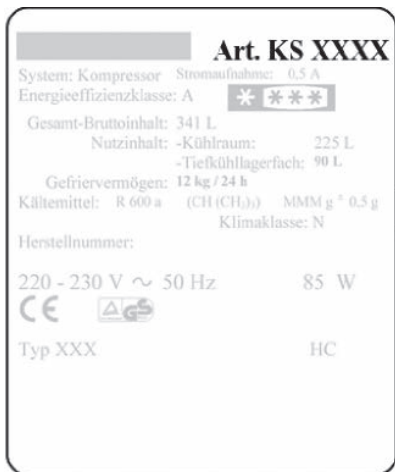 Art. KS XXXX
System: Kompressor Stromaufnahme: 0,5 A
Energieeffizienzklasse: A
Gesamt-Bruttoinhalt: 341 L
Nutzinhalt: -Kühlraum: 225 L
-Tiefkühllagerfach: 90 L
Gefriervermögen: 12 kg / 24 h
Kältemittel: R 600 a (CH (CH₃)₃) MMM g ± 0,5 g
Klimaklasse: N
Herstellnummer:
220 - 230 V ~ 50 Hz 85 W
CE GS
Typ XXX HC